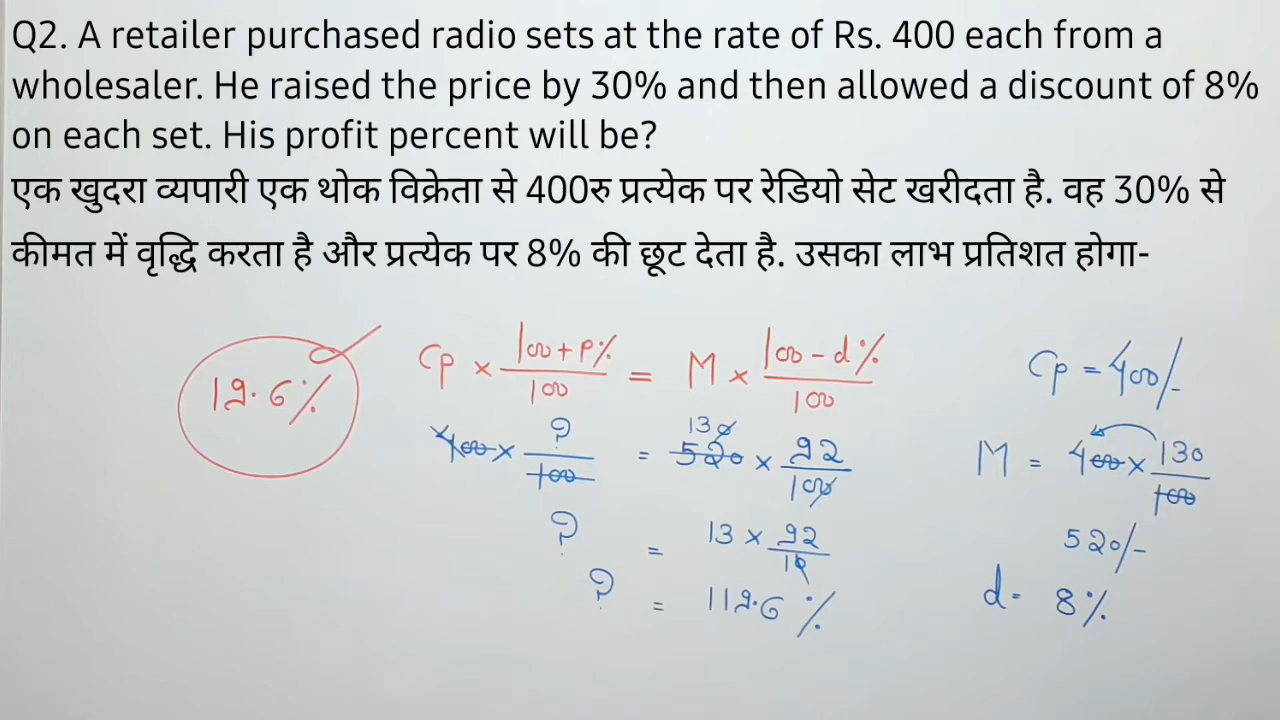 Q2. A retailer purchased radio sets at the rate of Rs. 400 each from a
wholesaler. He raised the price by 30% and then allowed a discount of 8%
on each set. His profit percent will be?
एक खुदरा व्यपारी एक थोक विक्रेता से 400रु प्रत्येक पर रेडियो सेट खरीदता है. वह 30% से
कीमत में वृद्धि करता है और प्रत्येक पर 8% की छूट देता है. उसका लाभ प्रतिशत होगा-
19.6%
Cp × (100+P%)/100 = M × (100-d%)/100
400 × ?/100 = 520 × 92/100
130
? = 13 × 92/10
? = 119.6 %
Cp = 400/-
M = 400 × 130/100
520/-
d = 8%